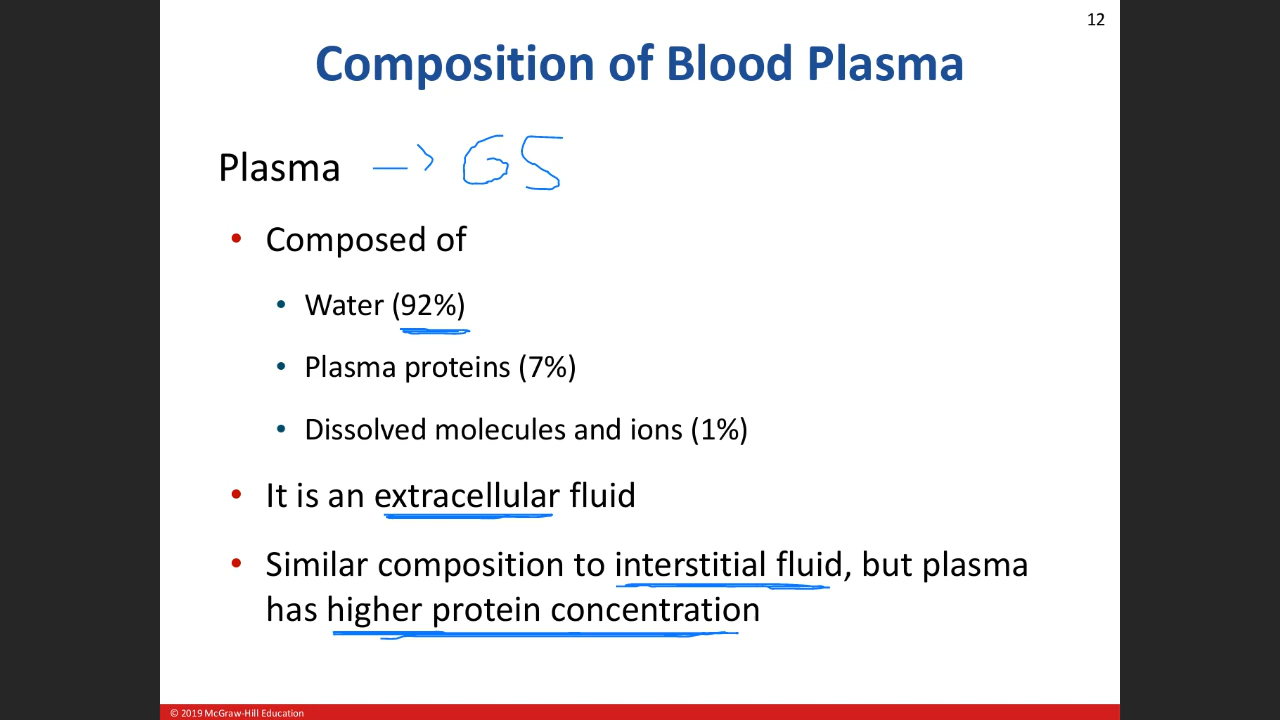 12
Composition of Blood Plasma
Plasma → GS
• Composed of
• Water (92%)
• Plasma proteins (7%)
• Dissolved molecules and ions (1%)
• It is an extracellular fluid
• Similar composition to interstitial fluid, but plasma
has higher protein concentration
© 2019 McGraw-Hill Education